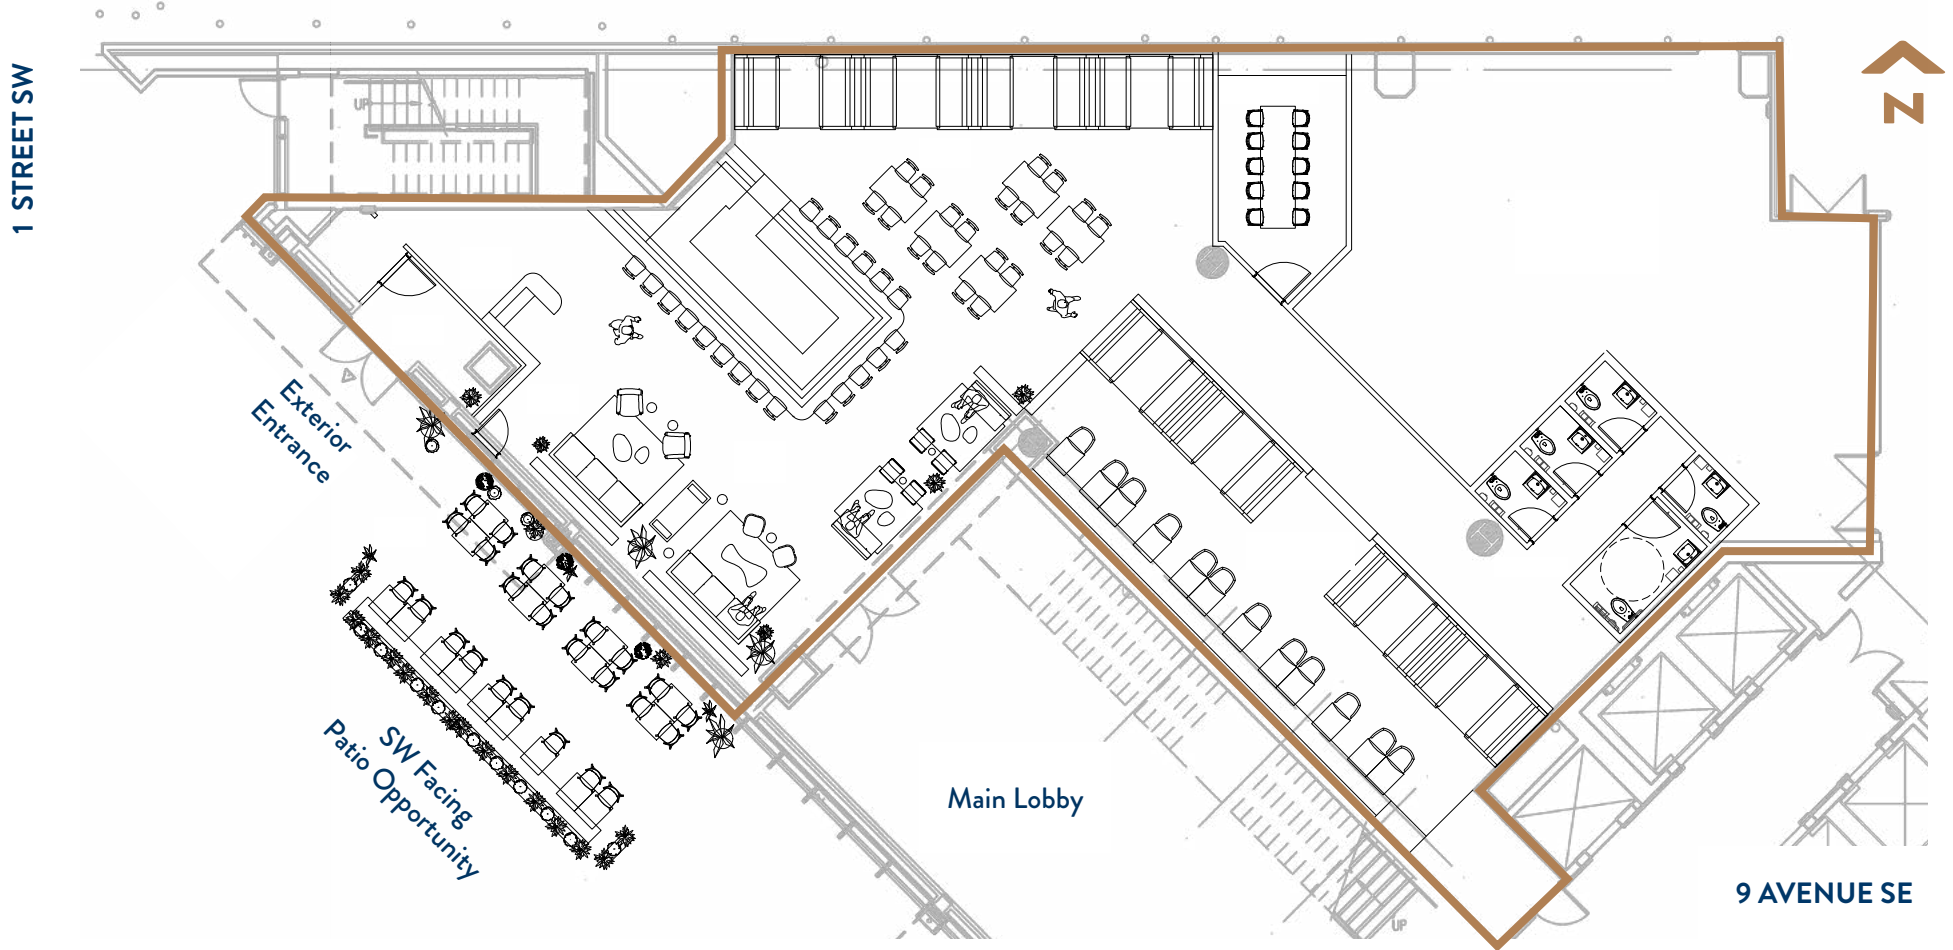 1 STREET SW
UP
N
Exterior
Entrance
SW Facing
Patio Opportunity
Main Lobby
9 AVENUE SE
UP